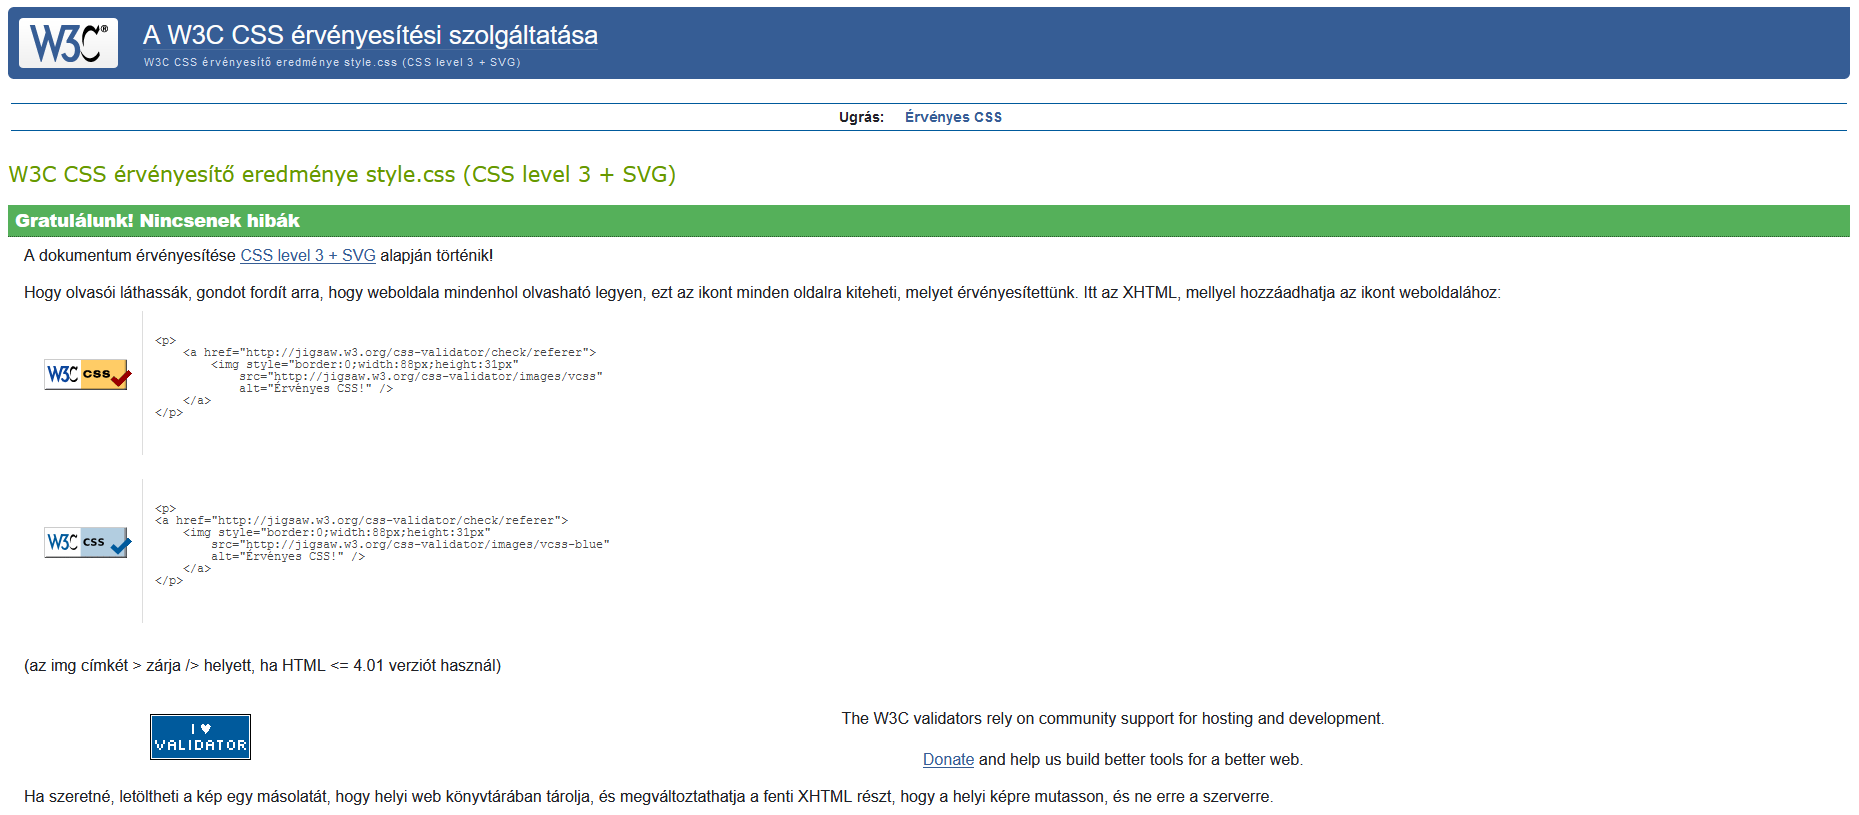 W3C® A W3C CSS érvényesítési szolgáltatása
W3C CSS érvényesítő eredménye style.css (CSS level 3 + SVG)
Ugrás: Érvényes CSS
W3C CSS érvényesítő eredménye style.css (CSS level 3 + SVG)
Gratulálunk! Nincsenek hibák
A dokumentum érvényesítése CSS level 3 + SVG alapján történik!
Hogy olvasói láthassák, gondot fordít arra, hogy weboldala mindenhol olvasható legyen, ezt az ikont minden oldalra kiteheti, melyet érvényesítettünk. Itt az XHTML, mellyel hozzáadhatja az ikont weboldalához:
W3C css
<p>
<a href="http://jigsaw.w3.org/css-validator/check/referer">
<img style="border:0;width:88px;height:31px"
src="http://jigsaw.w3.org/css-validator/images/vcss"
alt="Érvényes CSS!" />
</a>
</p>
W3C css
<p>
<a href="http://jigsaw.w3.org/css-validator/check/referer">
<img style="border:0;width:88px;height:31px"
src="http://jigsaw.w3.org/css-validator/images/vcss-blue"
alt="Érvényes CSS!" />
</a>
</p>
(az img címkét > zárja /> helyett, ha HTML <= 4.01 verziót használ)
I ♥
VALIDATOR
The W3C validators rely on community support for hosting and development.
Donate and help us build better tools for a better web.
Ha szeretné, letöltheti a kép egy másolatát, hogy helyi web könyvtárában tárolja, és megváltoztathatja a fenti XHTML részt, hogy a helyi képre mutasson, és ne erre a szerverre.